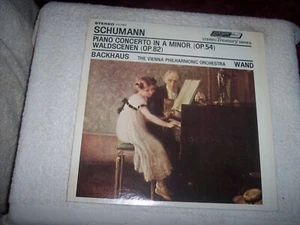 STEREO
SCHUMANN
PIANO CONCERTO IN A MINOR (OP.54)
WALDSCENEN (OP.82)
BACKHAUS THE VIENNA PHILHARMONIC ORCHESTRA WAND